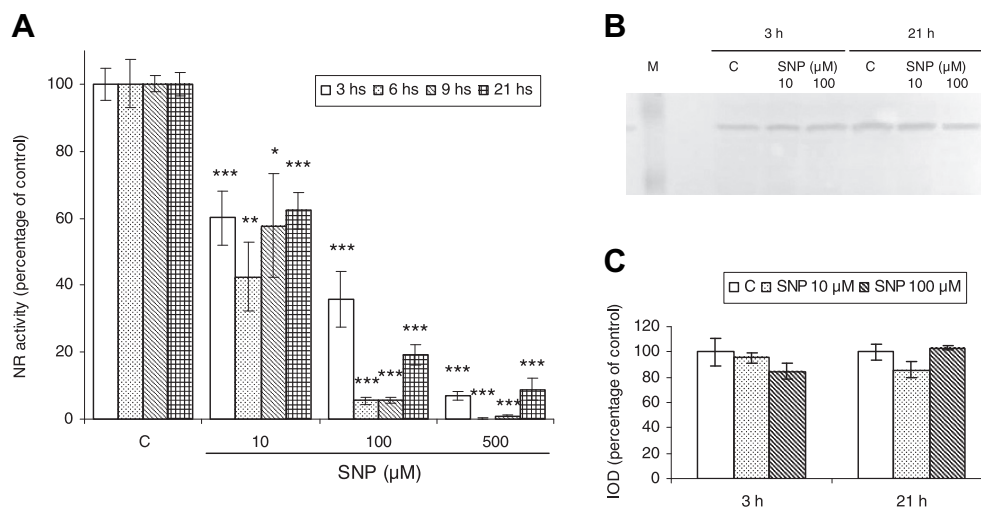 A
NR activity (percentage of control)
120
100
80
60
40
20
0
3 hs 6 hs 9 hs 21 hs
***
**
*
***
***
***
***
***
***
***
***
***
C 10 100 500
SNP (µM)
B
3 h 21 h
M C SNP (µM) C SNP (µM)
10 100 10 100
C
C SNP 10 µM SNP 100 µM
IOD (percentage of control)
120
100
80
60
40
20
0
3 h 21 h